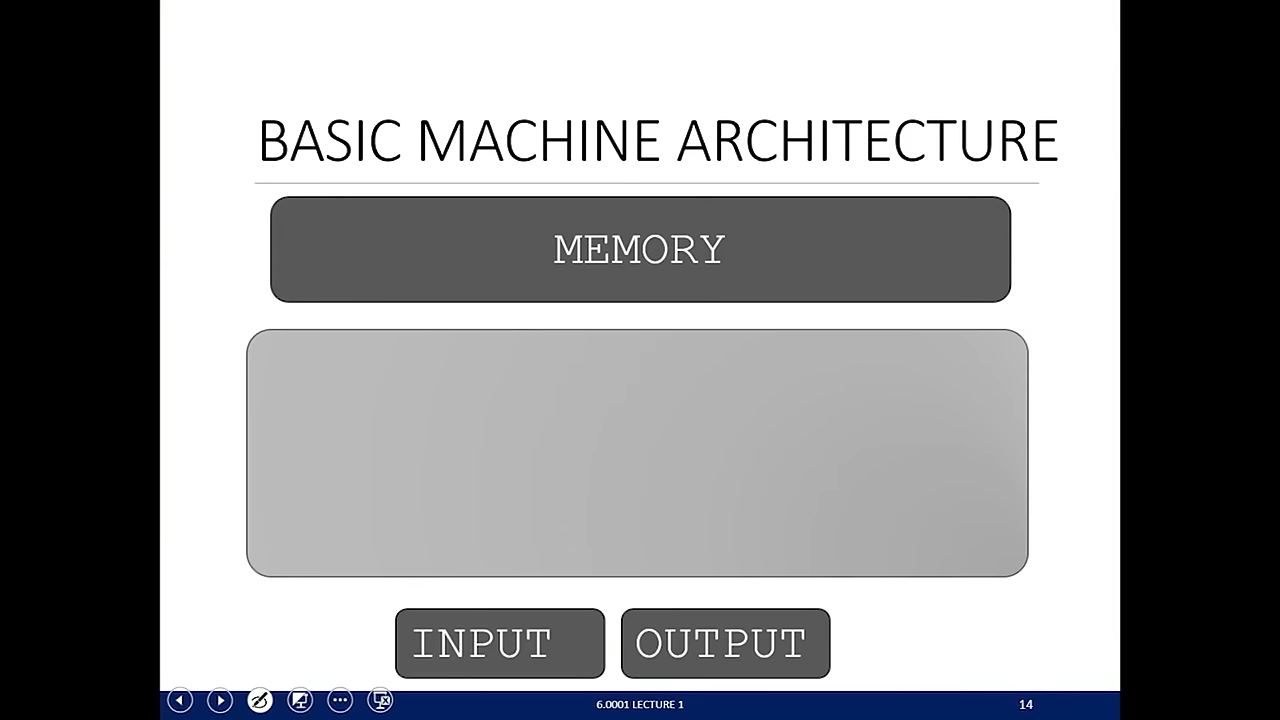 BASIC MACHINE ARCHITECTURE
MEMORY
INPUT
OUTPUT
6.0001 LECTURE 1
14